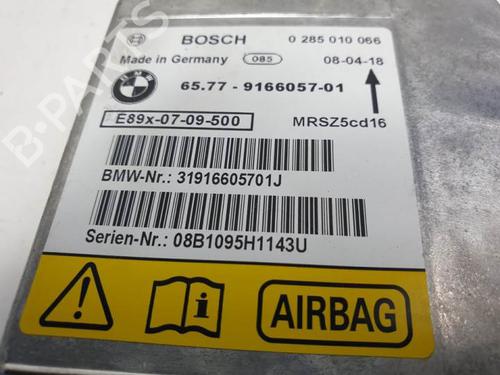 BOSCH 0 285 010 066
Made in Germany 085 08-04-18
BMW 65.77 - 9166057-01
E89x-07-09-500 MRSZ5cd16
BMW-Nr.: 31916605701J
Serien-Nr.: 08B1095H1143U
AIRBAG